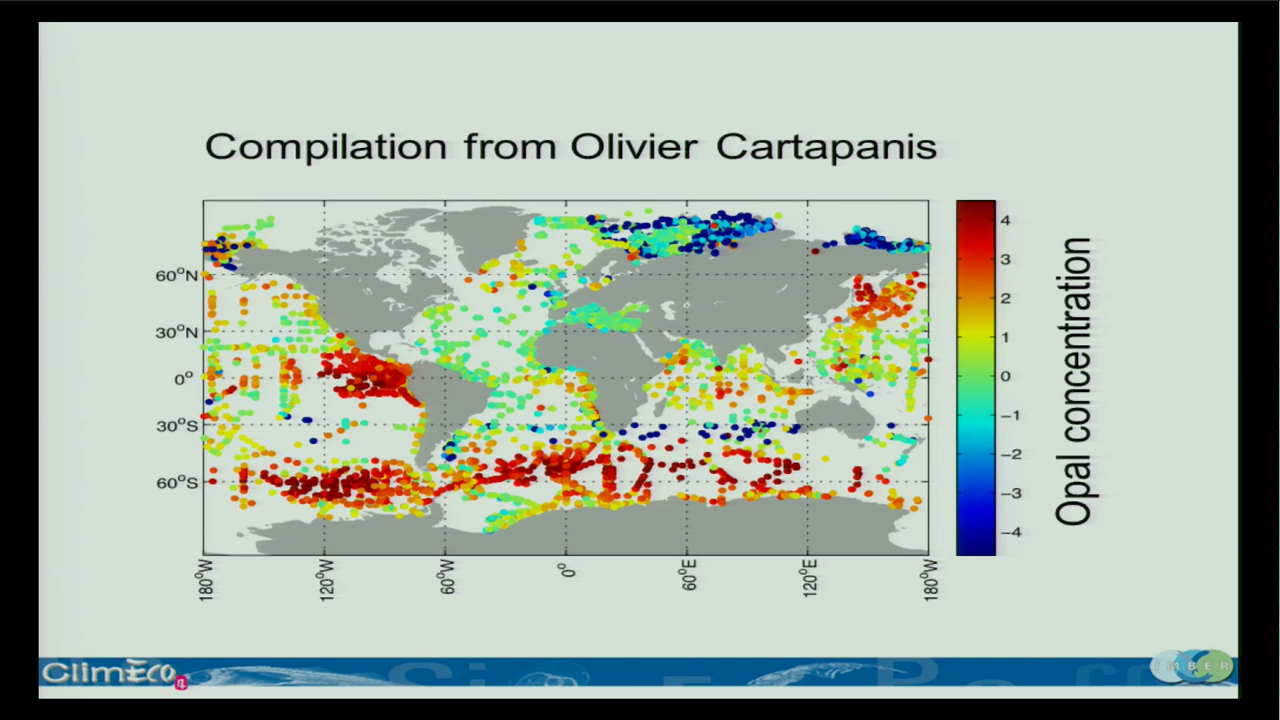 Compilation from Olivier Cartapanis
60°N
30°N
0°
30°S
60°S
180°W
120°W
60°W
0°
60°E
120°E
180°W
4
3
2
1
0
−1
−2
−3
−4
Opal concentration
ClimEco
IMBER